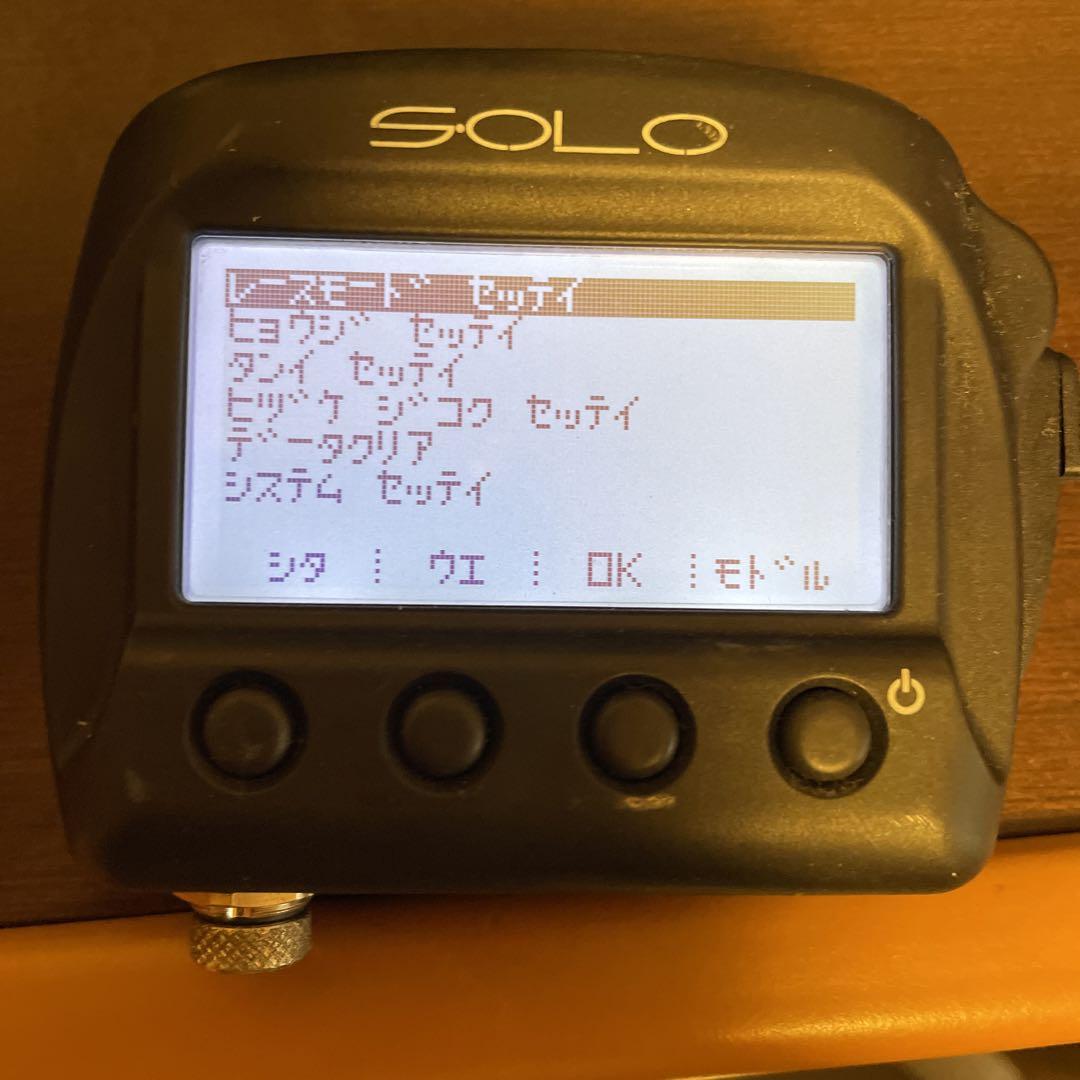 SOLO
レースモード セッテイ
ヒョウジ セッテイ
タンイ セッテイ
ヒヅケ ジコク セッテイ
データクリア
システム セッテイ
シタ ⋮ ウエ ⋮ OK ⋮ モドル